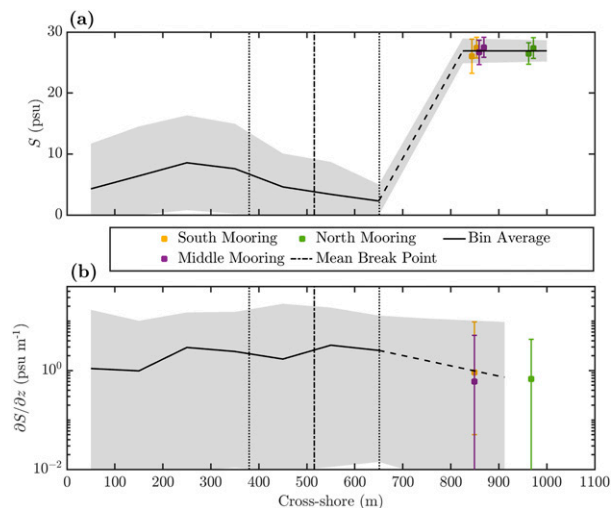 (a)
30
20
10
0
S (psu)
South Mooring North Mooring Bin Average
Middle Mooring Mean Break Point
(b)
10⁰
10⁻²
∂S/∂z (psu m⁻¹)
0 100 200 300 400 500 600 700 800 900 1000 1100
Cross-shore (m)